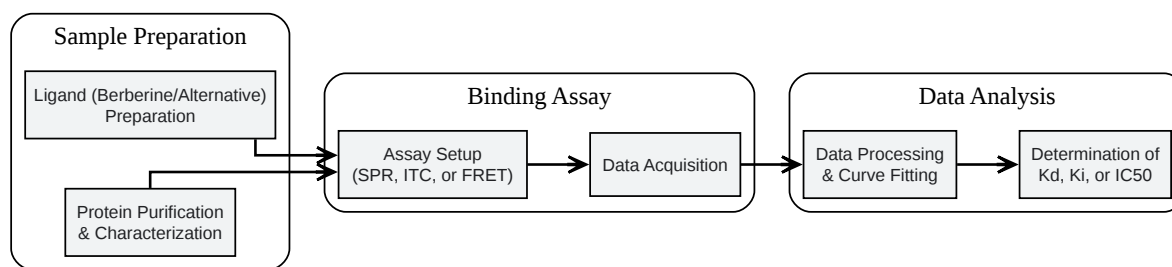 Sample Preparation
Ligand (Berberine/Alternative)
Preparation
Protein Purification
& Characterization
Binding Assay
Assay Setup
(SPR, ITC, or FRET)
Data Acquisition
Data Analysis
Data Processing
& Curve Fitting
Determination of
Kd, Ki, or IC50